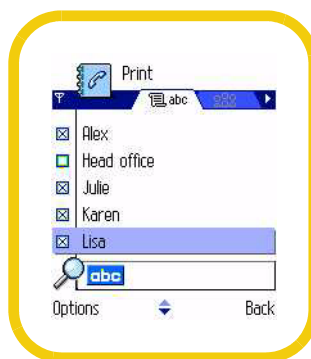 Print
abc
Alex
Head office
Julie
Karen
Lisa
abc
Options Back